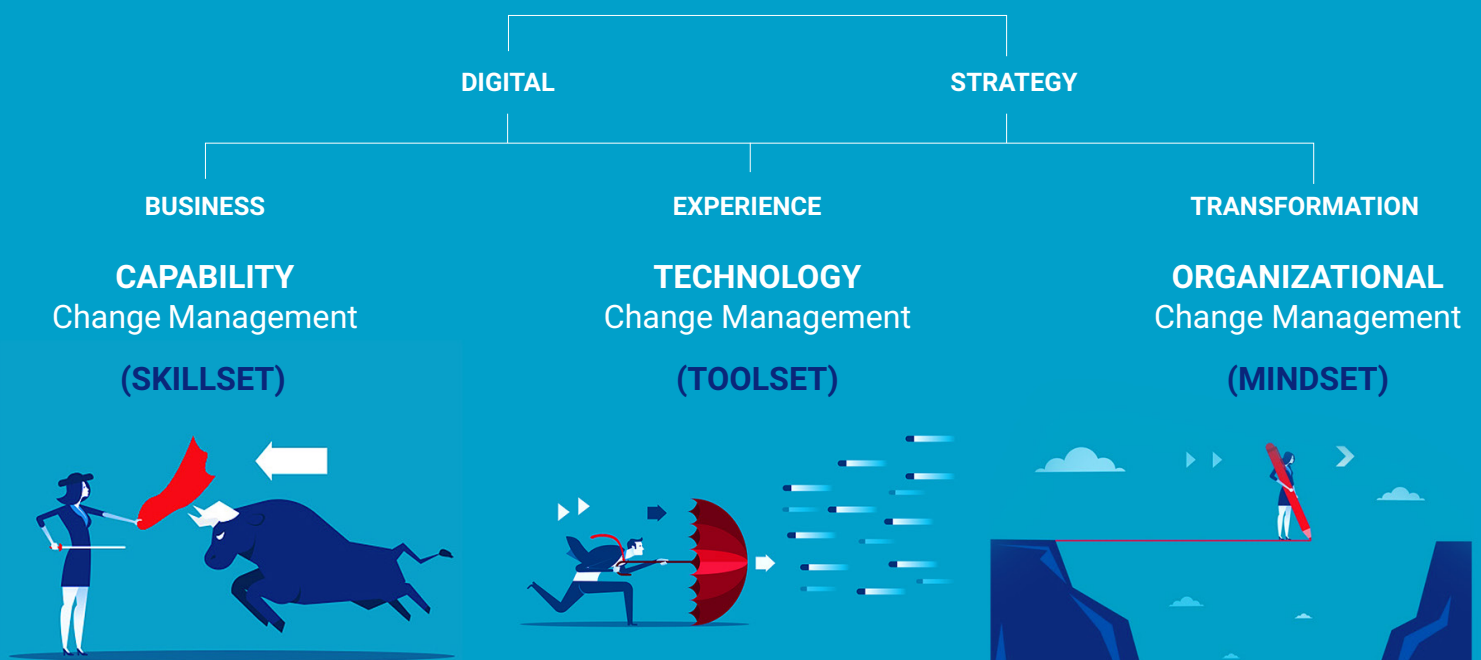 DIGITAL
STRATEGY
BUSINESS
EXPERIENCE
TRANSFORMATION
CAPABILITY
Change Management
(SKILLSET)
TECHNOLOGY
Change Management
(TOOLSET)
ORGANIZATIONAL
Change Management
(MINDSET)